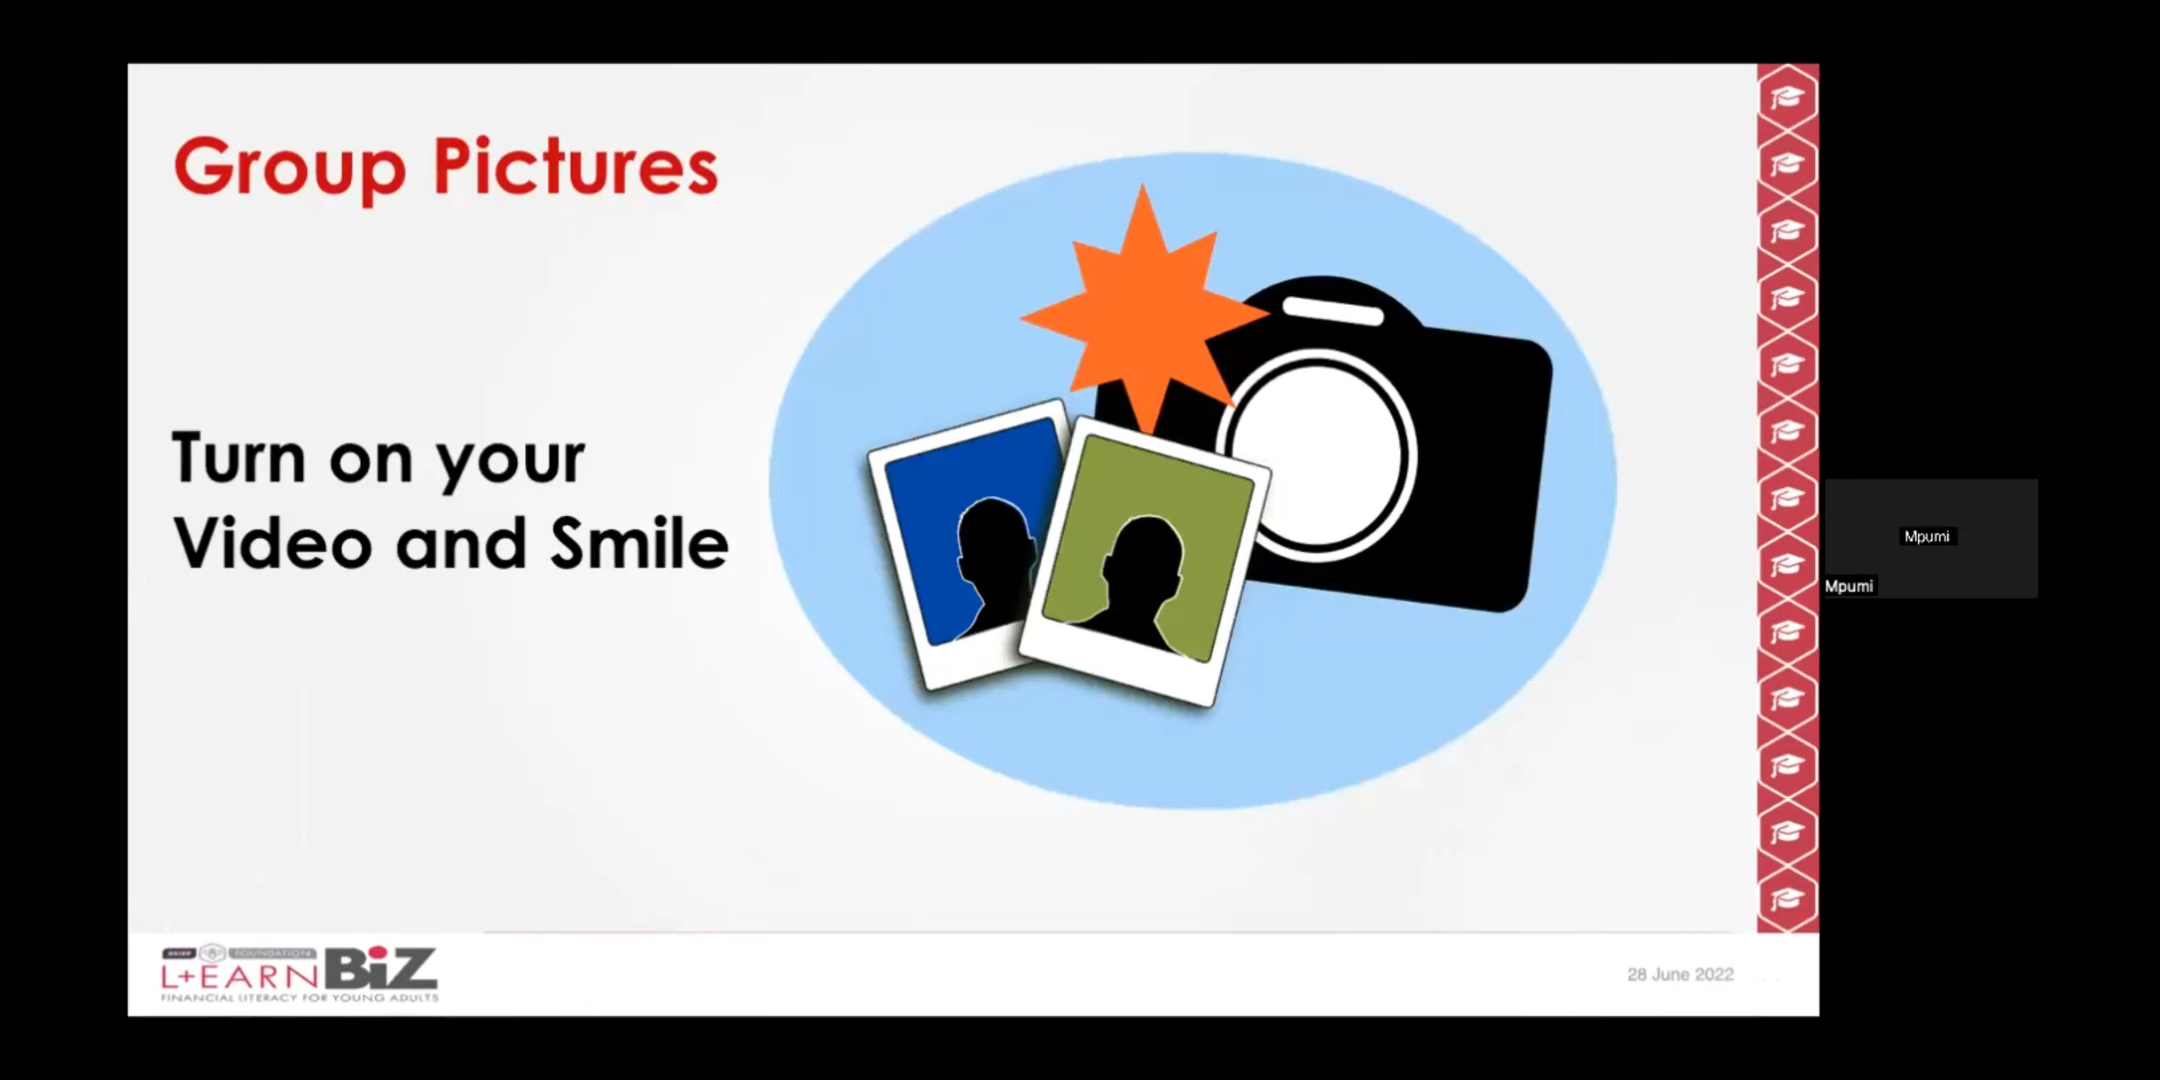 Group Pictures
Turn on your
Video and Smile
Mpumi
Mpumi
FOUNDATION
L+EARN BiZ
FINANCIAL LITERACY FOR YOUNG ADULTS
28 June 2022